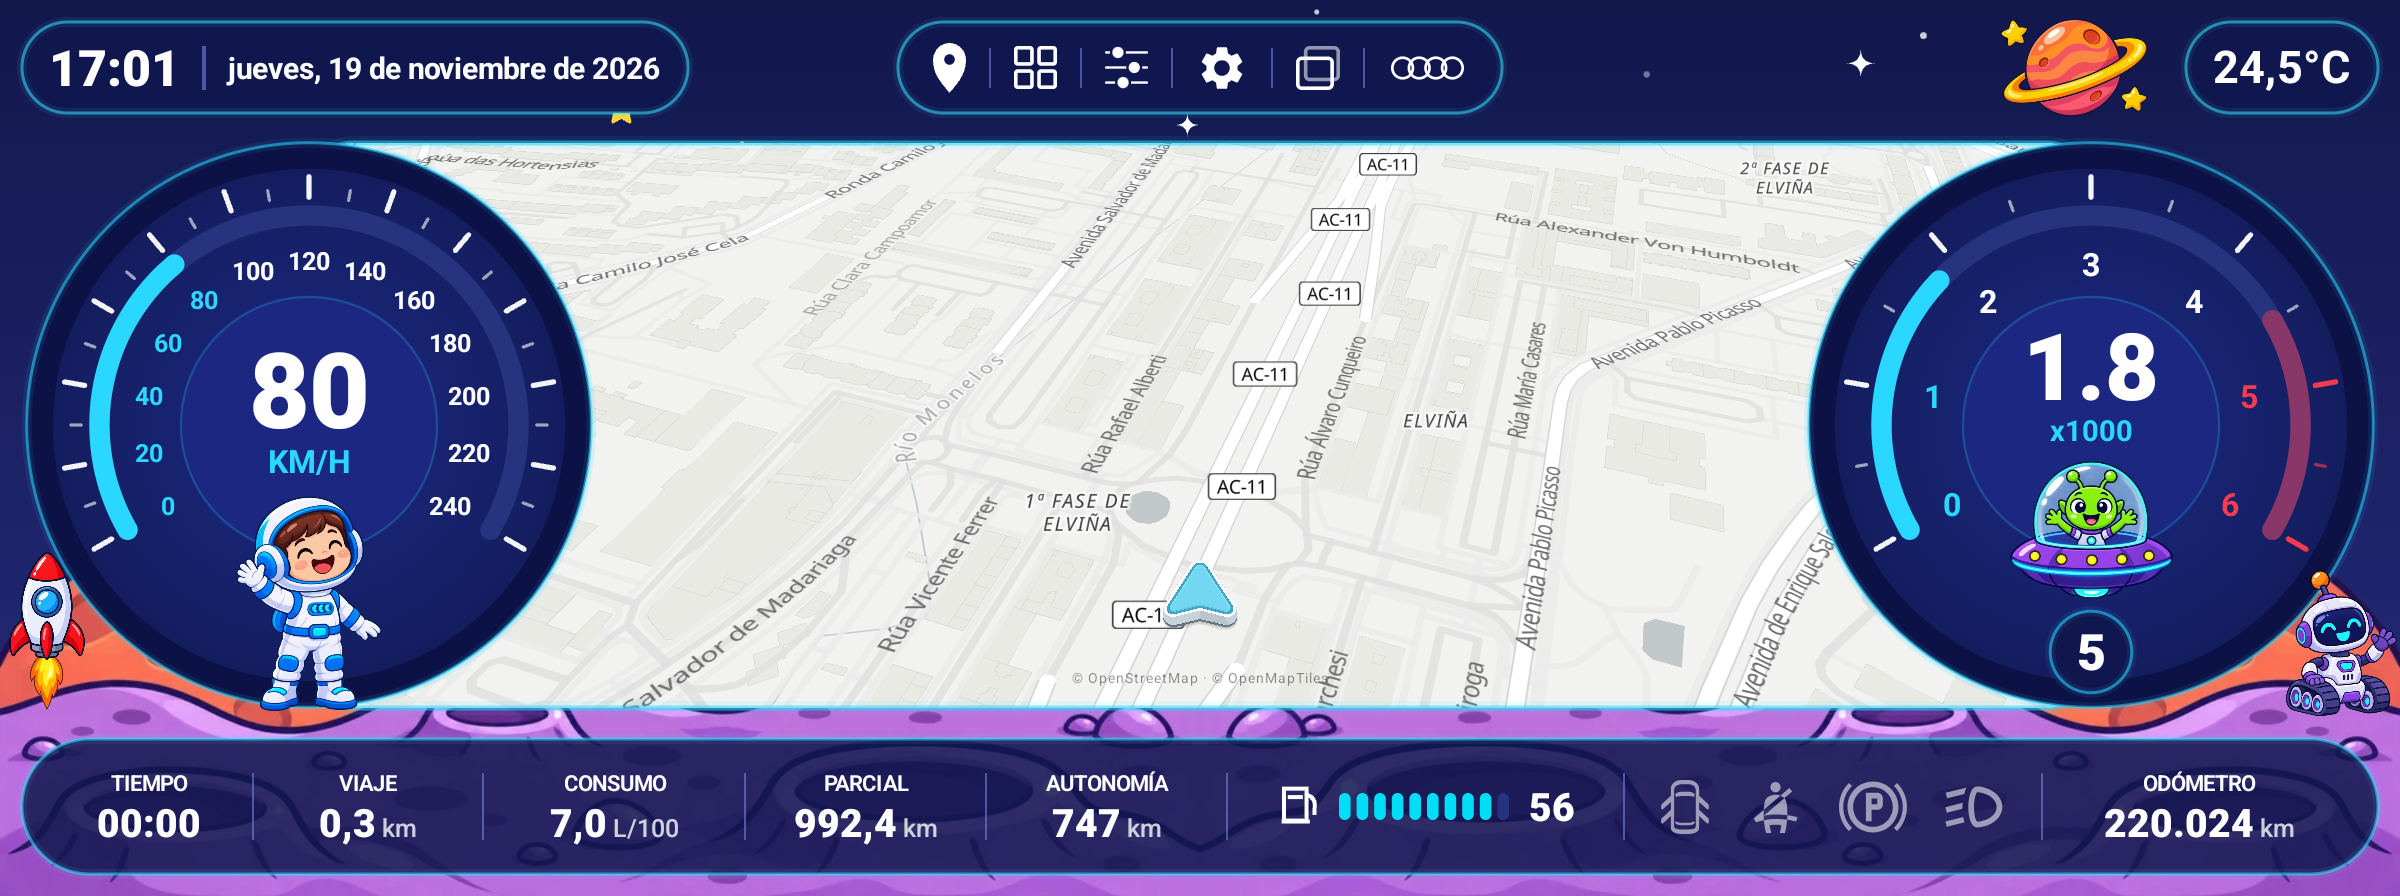 17:01
jueves, 19 de noviembre de 2026
24,5°C
0
20
40
60
80
100
120
140
160
180
200
220
240
80
KM/H
Rúa das Hortensias
Ronda Camilo J
a Camilo José Cela
Rúa Clara Campoamor
Avenida Salvador de Mada
AC-11
AC-11
AC-11
AC-11
AC-11
AC-1
2ª FASE DE
ELVIÑA
Rúa Alexander Von Humboldt
Avenida Pablo Picasso
Río Monelos
Rúa Rafael Alberti
Rúa Álvaro Cunqueiro
Rúa María Casares
ELVIÑA
1ª FASE DE
ELVIÑA
Rúa Vicente Ferrer
Salvador de Madariaga
Avenida Pablo Picasso
Avenida de Enrique Sal
rchesi
iroga
© OpenStreetMap · © OpenMapTiles
0
1
2
3
4
5
6
1.8
x1000
5
TIEMPO
00:00
VIAJE
0,3 km
CONSUMO
7,0 L/100
PARCIAL
992,4 km
AUTONOMÍA
747 km
56
P
ODÓMETRO
220.024 km